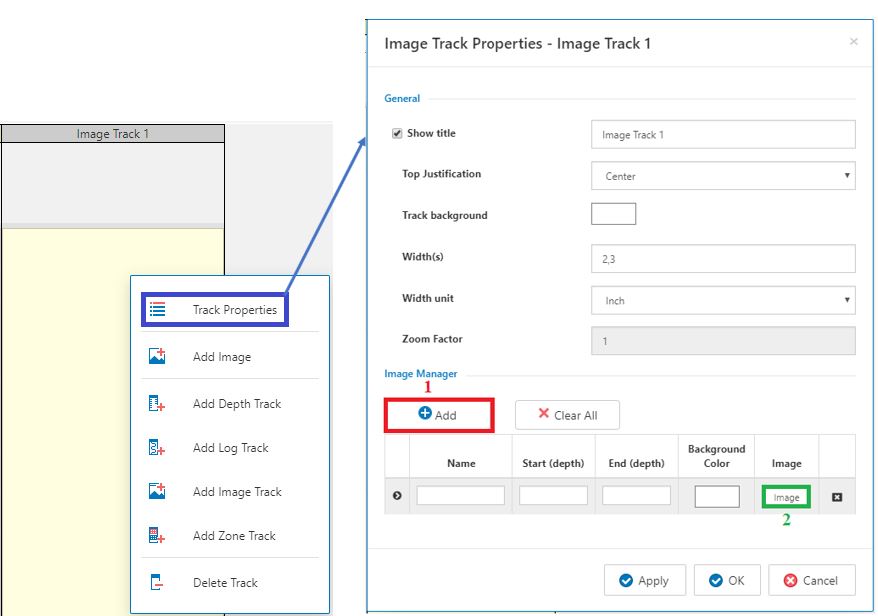 Image Track 1
Track Properties
Add Image
Add Depth Track
Add Log Track
Add Image Track
Add Zone Track
Delete Track
Image Track Properties - Image Track 1
×
General
Show title
Image Track 1
Top Justification
Center
Track background
Width(s)
2,3
Width unit
Inch
Zoom Factor
1
Image Manager
1
Add
Clear All
Name
Start (depth)
End (depth)
Background
Color
Image
Image
2
Apply
OK
Cancel